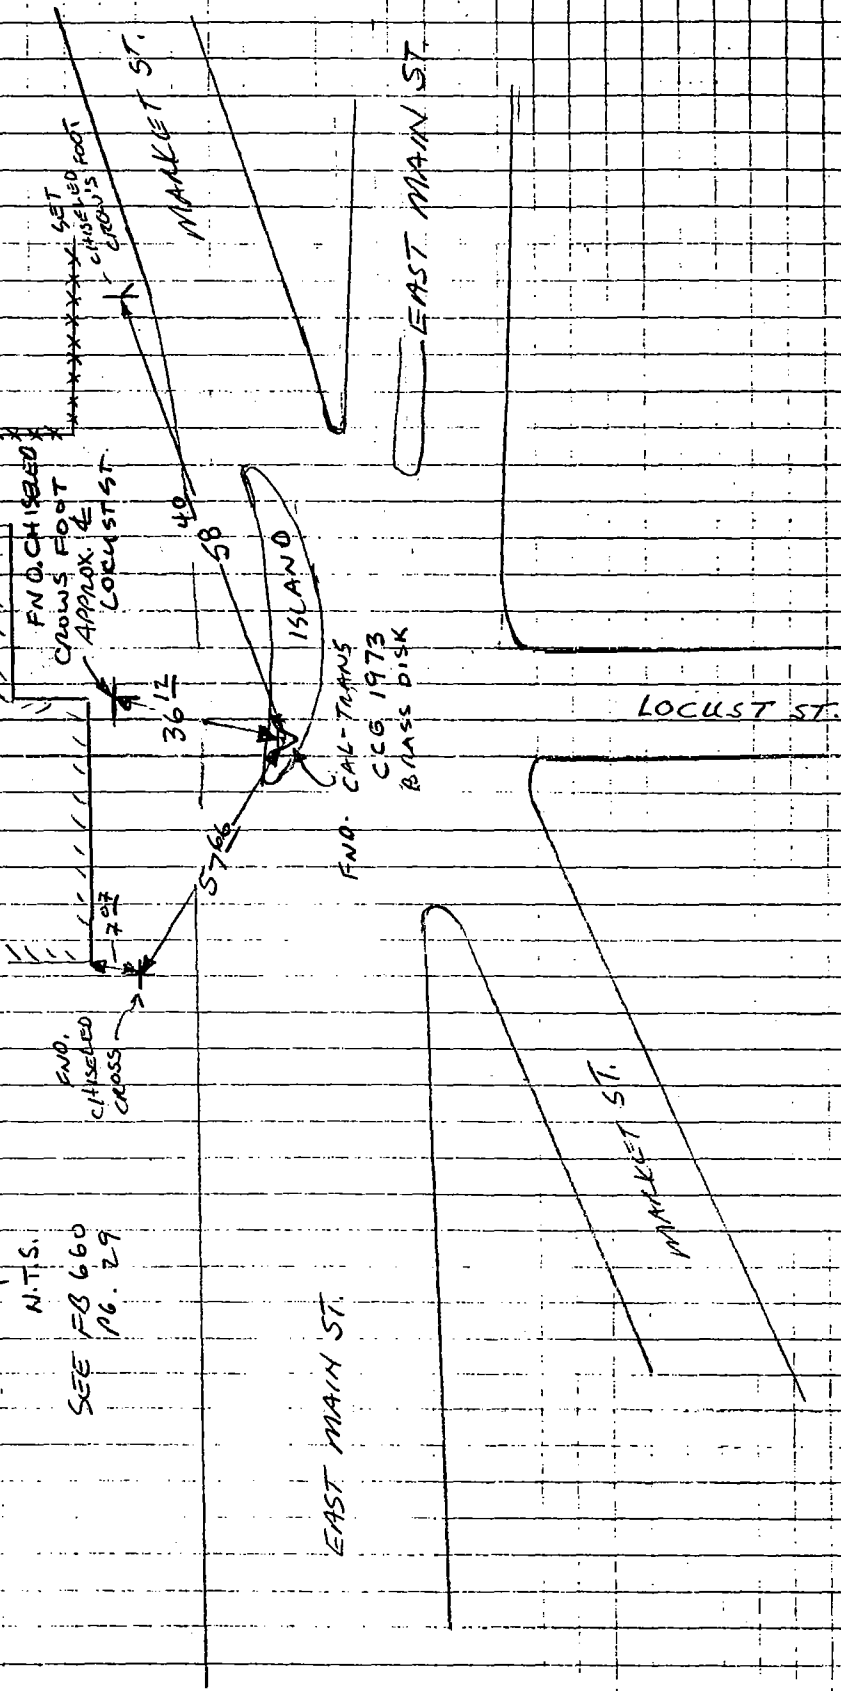 MARKET ST.
EAST MAIN ST.
SET
CHISELED FOOT
CROW'S
FND. CHISELED
CROWS FOOT
APPROX. ℄
LOCUST ST.
58 40
ISLAND
36 12
FND. CAL-TRANS
CCG 1973
BRASS DISK
LOCUST ST.
57 66
7 07
FND.
CHISELED
CROSS
N.T.S.
SEE FB 660
PG. 29
EAST MAIN ST.
MARKET ST.